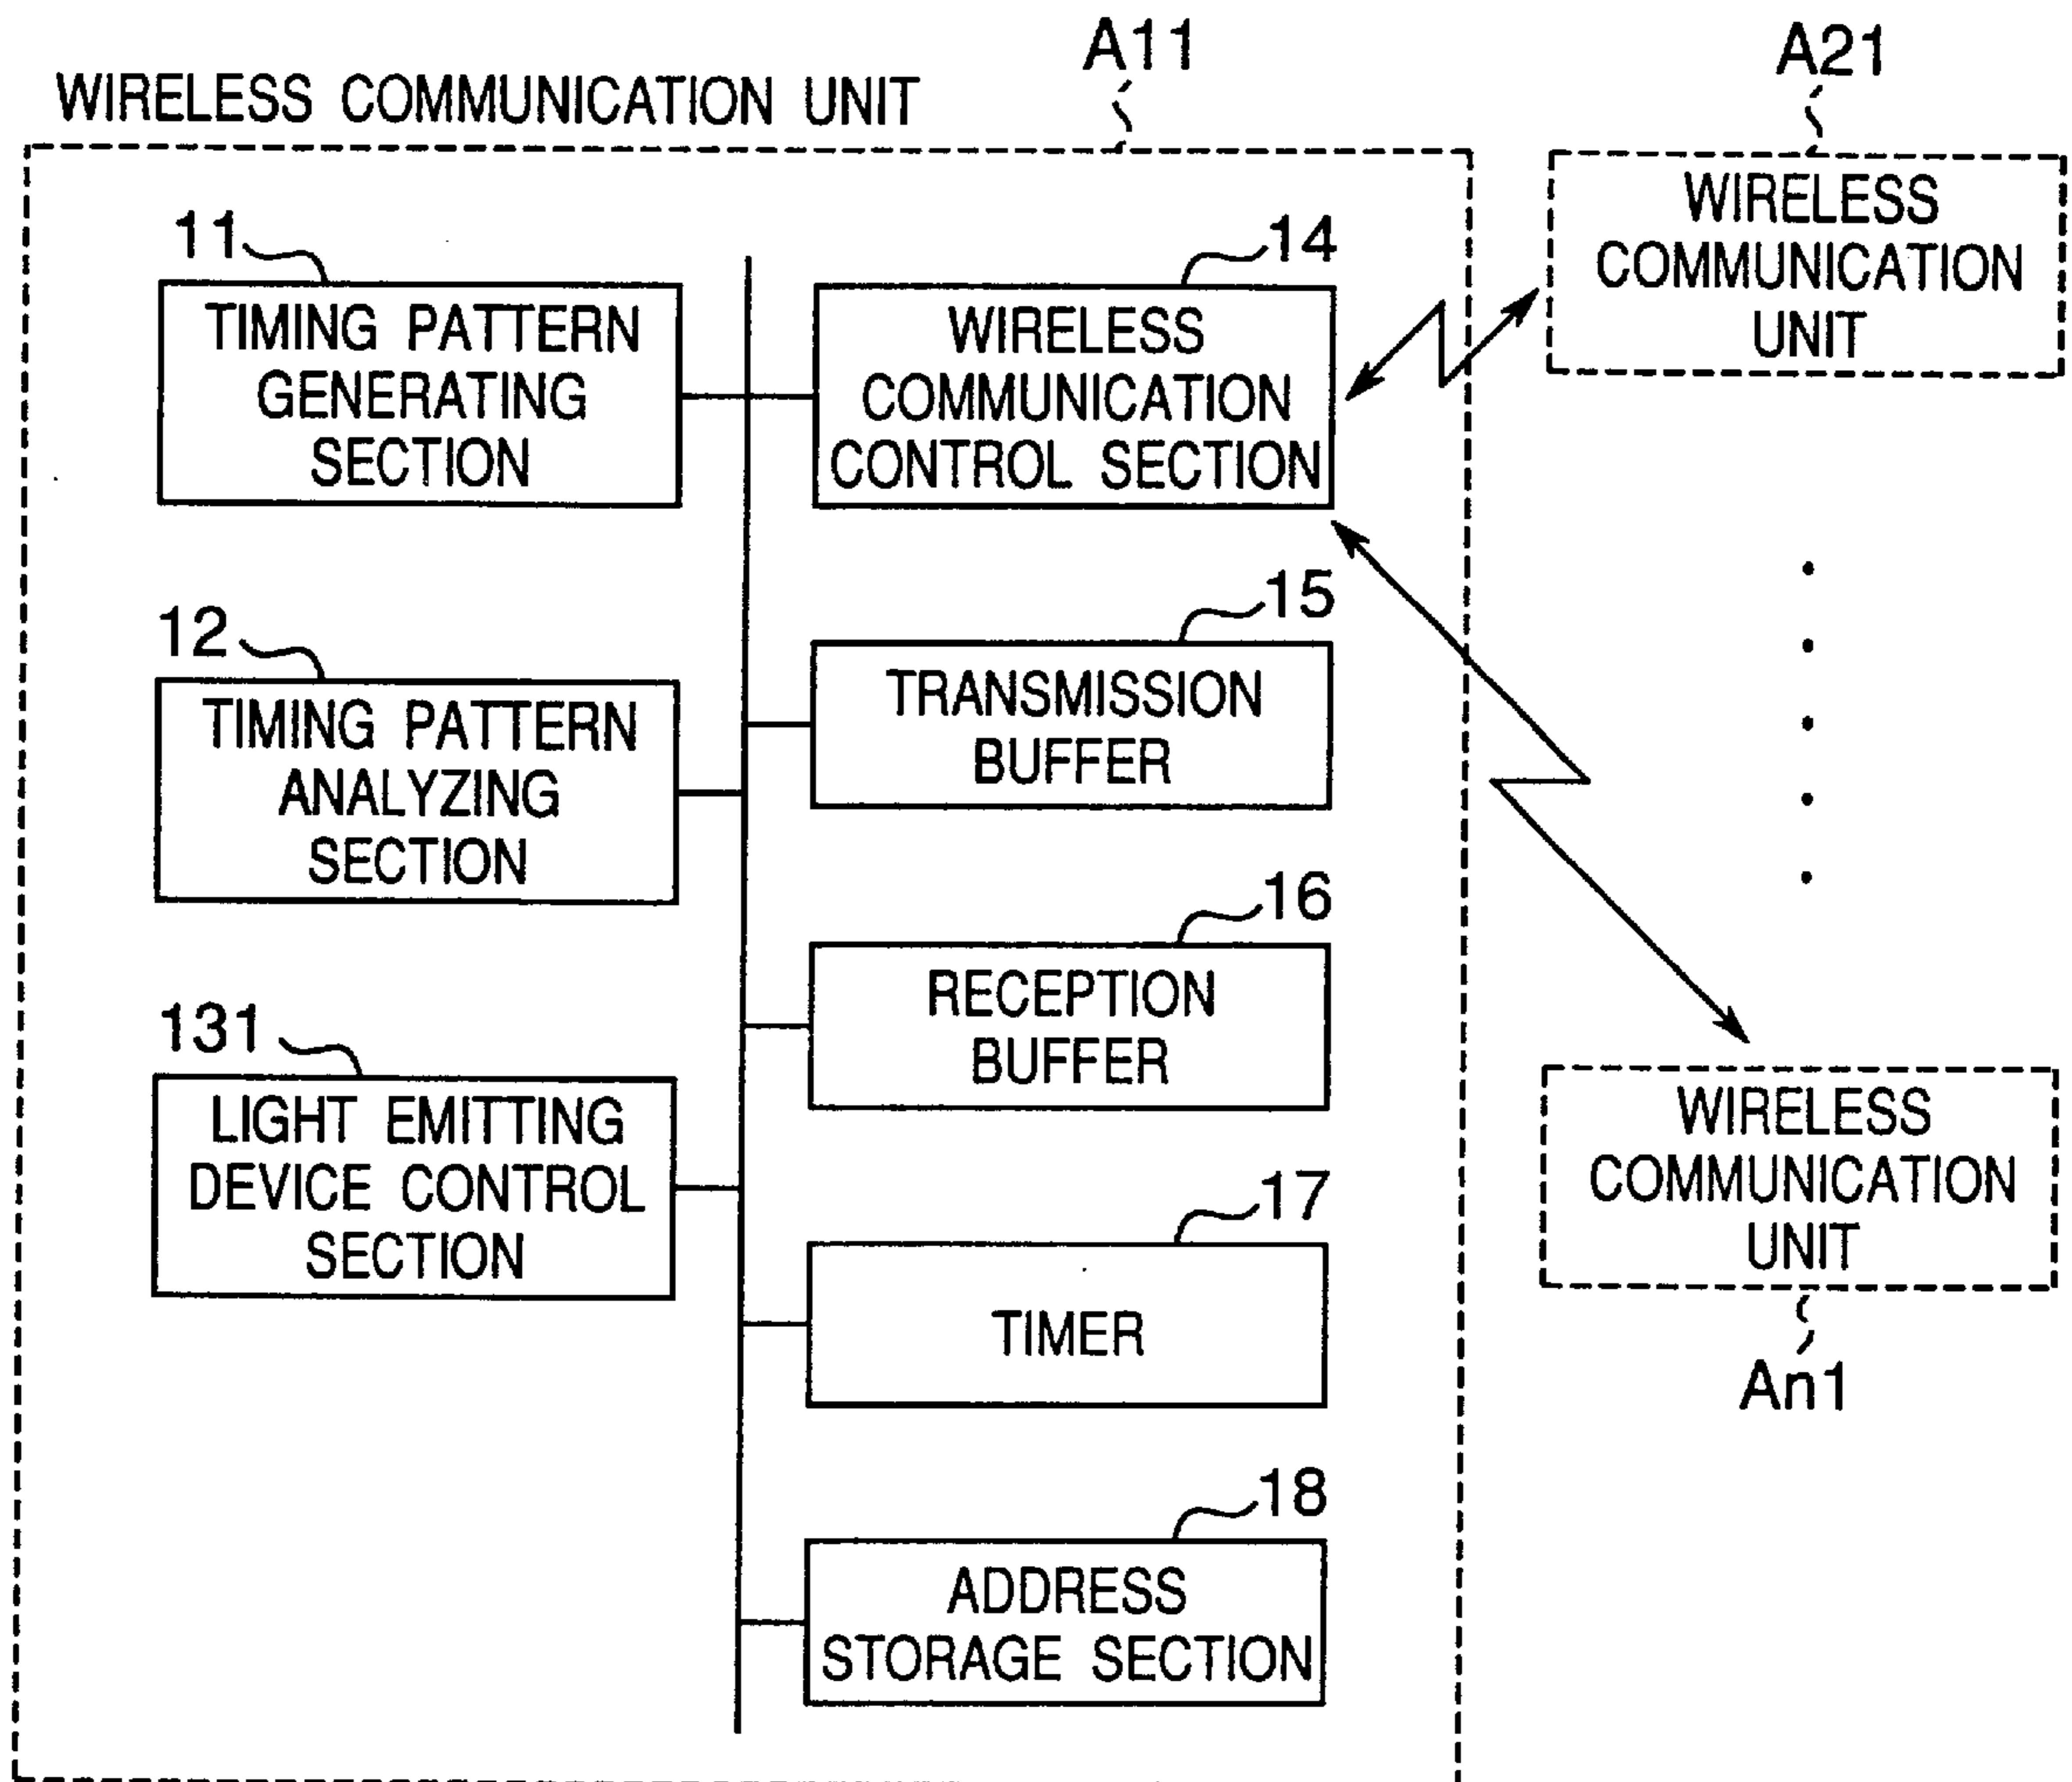 A11
A21
WIRELESS COMMUNICATION UNIT
WIRELESS
COMMUNICATION
UNIT
11
TIMING PATTERN
GENERATING
SECTION
14
WIRELESS
COMMUNICATION
CONTROL SECTION
12
TIMING PATTERN
ANALYZING
SECTION
15
TRANSMISSION
BUFFER
16
RECEPTION
BUFFER
131
LIGHT EMITTING
DEVICE CONTROL
SECTION
17
TIMER
WIRELESS
COMMUNICATION
UNIT
An1
18
ADDRESS
STORAGE SECTION